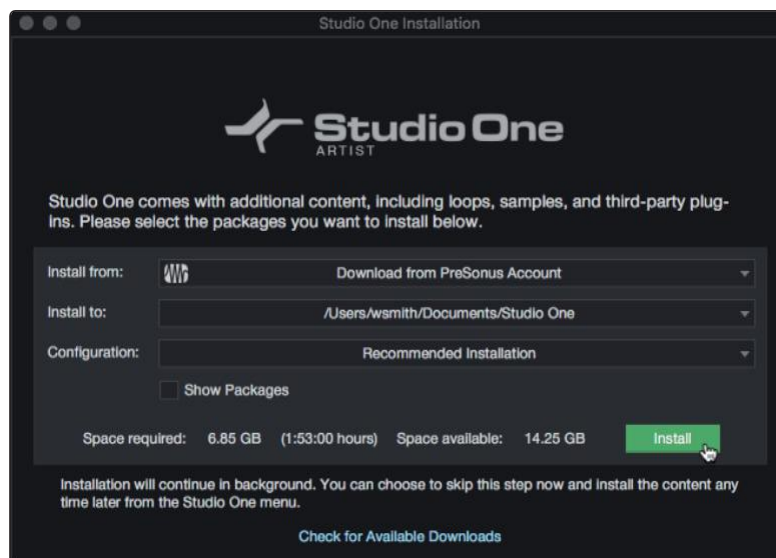 Studio One Installation
Studio One
ARTIST
Studio One comes with additional content, including loops, samples, and third-party plug-
ins. Please select the packages you want to install below.
Install from: Download from PreSonus Account
Install to: /Users/wsmith/Documents/Studio One
Configuration: Recommended Installation
Show Packages
Space required: 6.85 GB (1:53:00 hours) Space available: 14.25 GB Install
Installation will continue in background. You can choose to skip this step now and install the content any
time later from the Studio One menu.
Check for Available Downloads